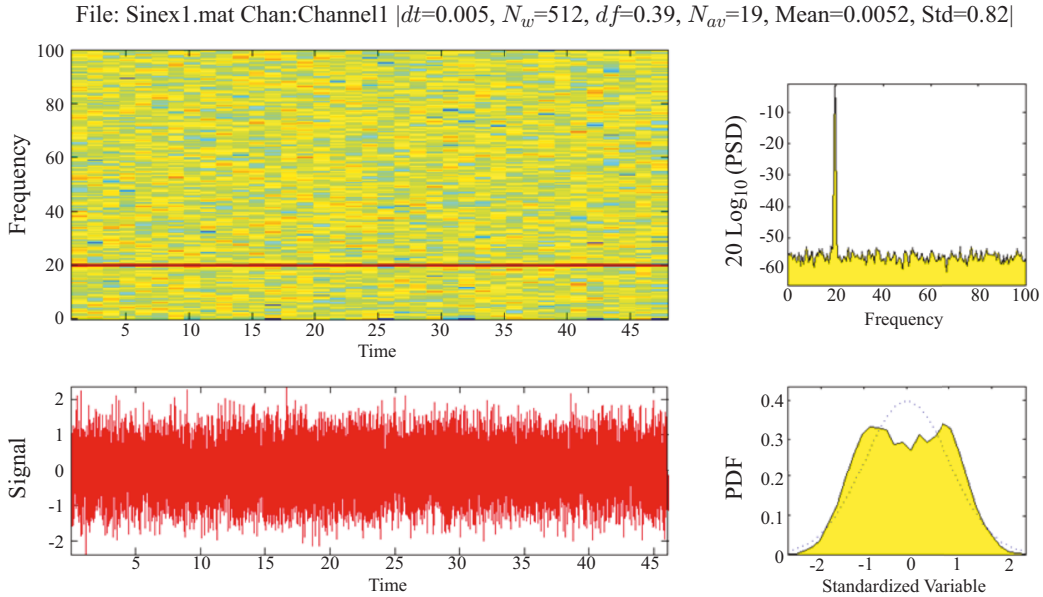 File: Sinex1.mat Chan:Channel1 |dt=0.005, N_w=512, df=0.39, N_av=19, Mean=0.0052, Std=0.82|
Frequency
100
80
60
40
20
0
5 10 15 20 25 30 35 40 45
Time
20 Log10 (PSD)
-10
-20
-30
-40
-50
-60
0 20 40 60 80 100
Frequency
Signal
2
1
0
-1
-2
5 10 15 20 25 30 35 40 45
Time
PDF
0.4
0.3
0.2
0.1
0
-2 -1 0 1 2
Standardized Variable